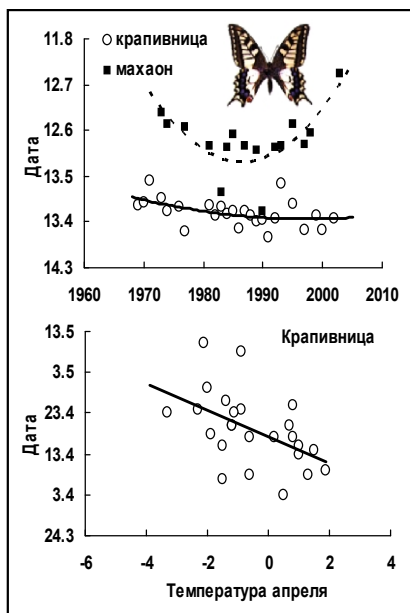 11.8
крапивница
махаон
12.7
12.6
Дата
13.5
13.4
14.3
1960 1970 1980 1990 2000 2010
13.5
Крапивница
3.5
23.4
Дата
13.4
3.4
24.3
-6 -4 -2 0 2 4
Температура апреля